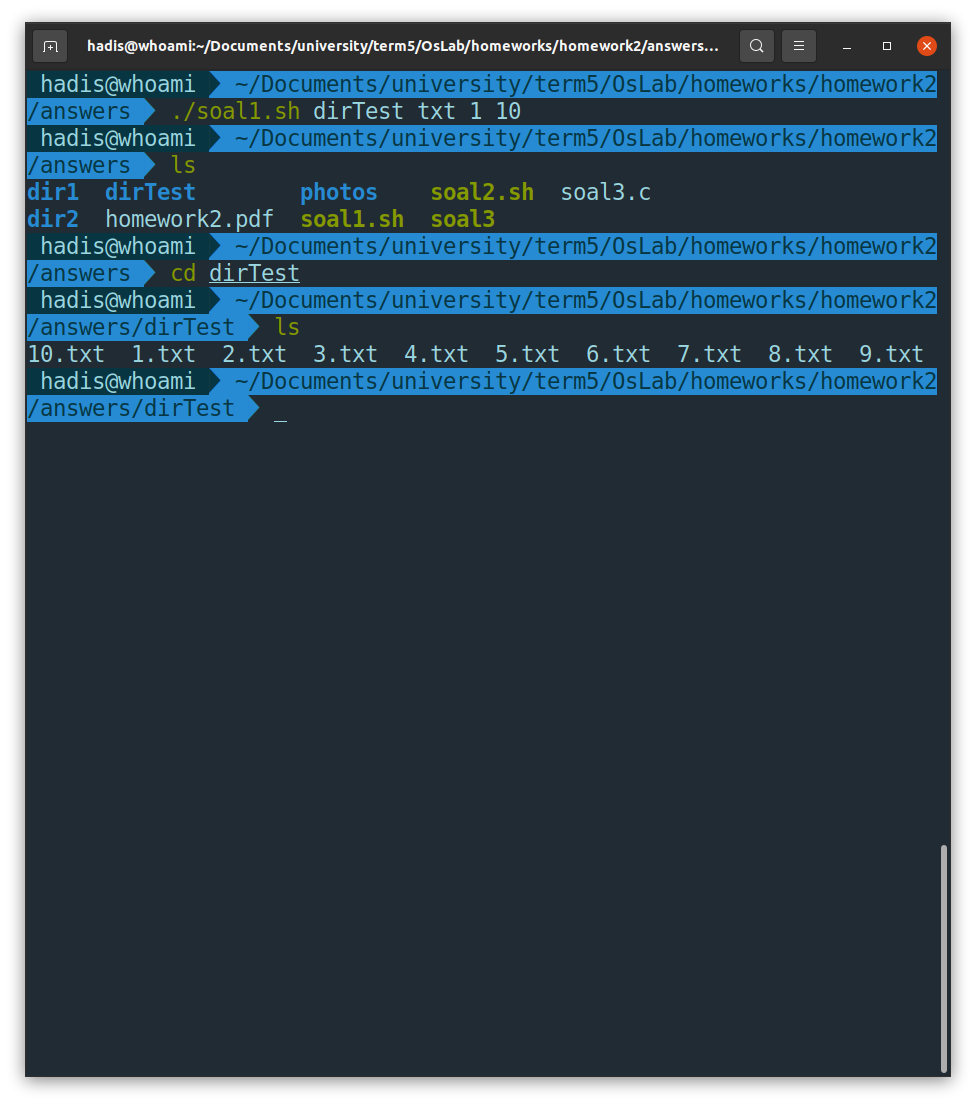 hadis@whoami:~/Documents/university/term5/OsLab/homeworks/homework2/answers...
hadis@whoami ~/Documents/university/term5/OsLab/homeworks/homework2
/answers ./soal1.sh dirTest txt 1 10
hadis@whoami ~/Documents/university/term5/OsLab/homeworks/homework2
/answers ls
dir1 dirTest photos soal2.sh soal3.c
dir2 homework2.pdf soal1.sh soal3
hadis@whoami ~/Documents/university/term5/OsLab/homeworks/homework2
/answers cd dirTest
hadis@whoami ~/Documents/university/term5/OsLab/homeworks/homework2
/answers/dirTest ls
10.txt 1.txt 2.txt 3.txt 4.txt 5.txt 6.txt 7.txt 8.txt 9.txt
hadis@whoami ~/Documents/university/term5/OsLab/homeworks/homework2
/answers/dirTest _